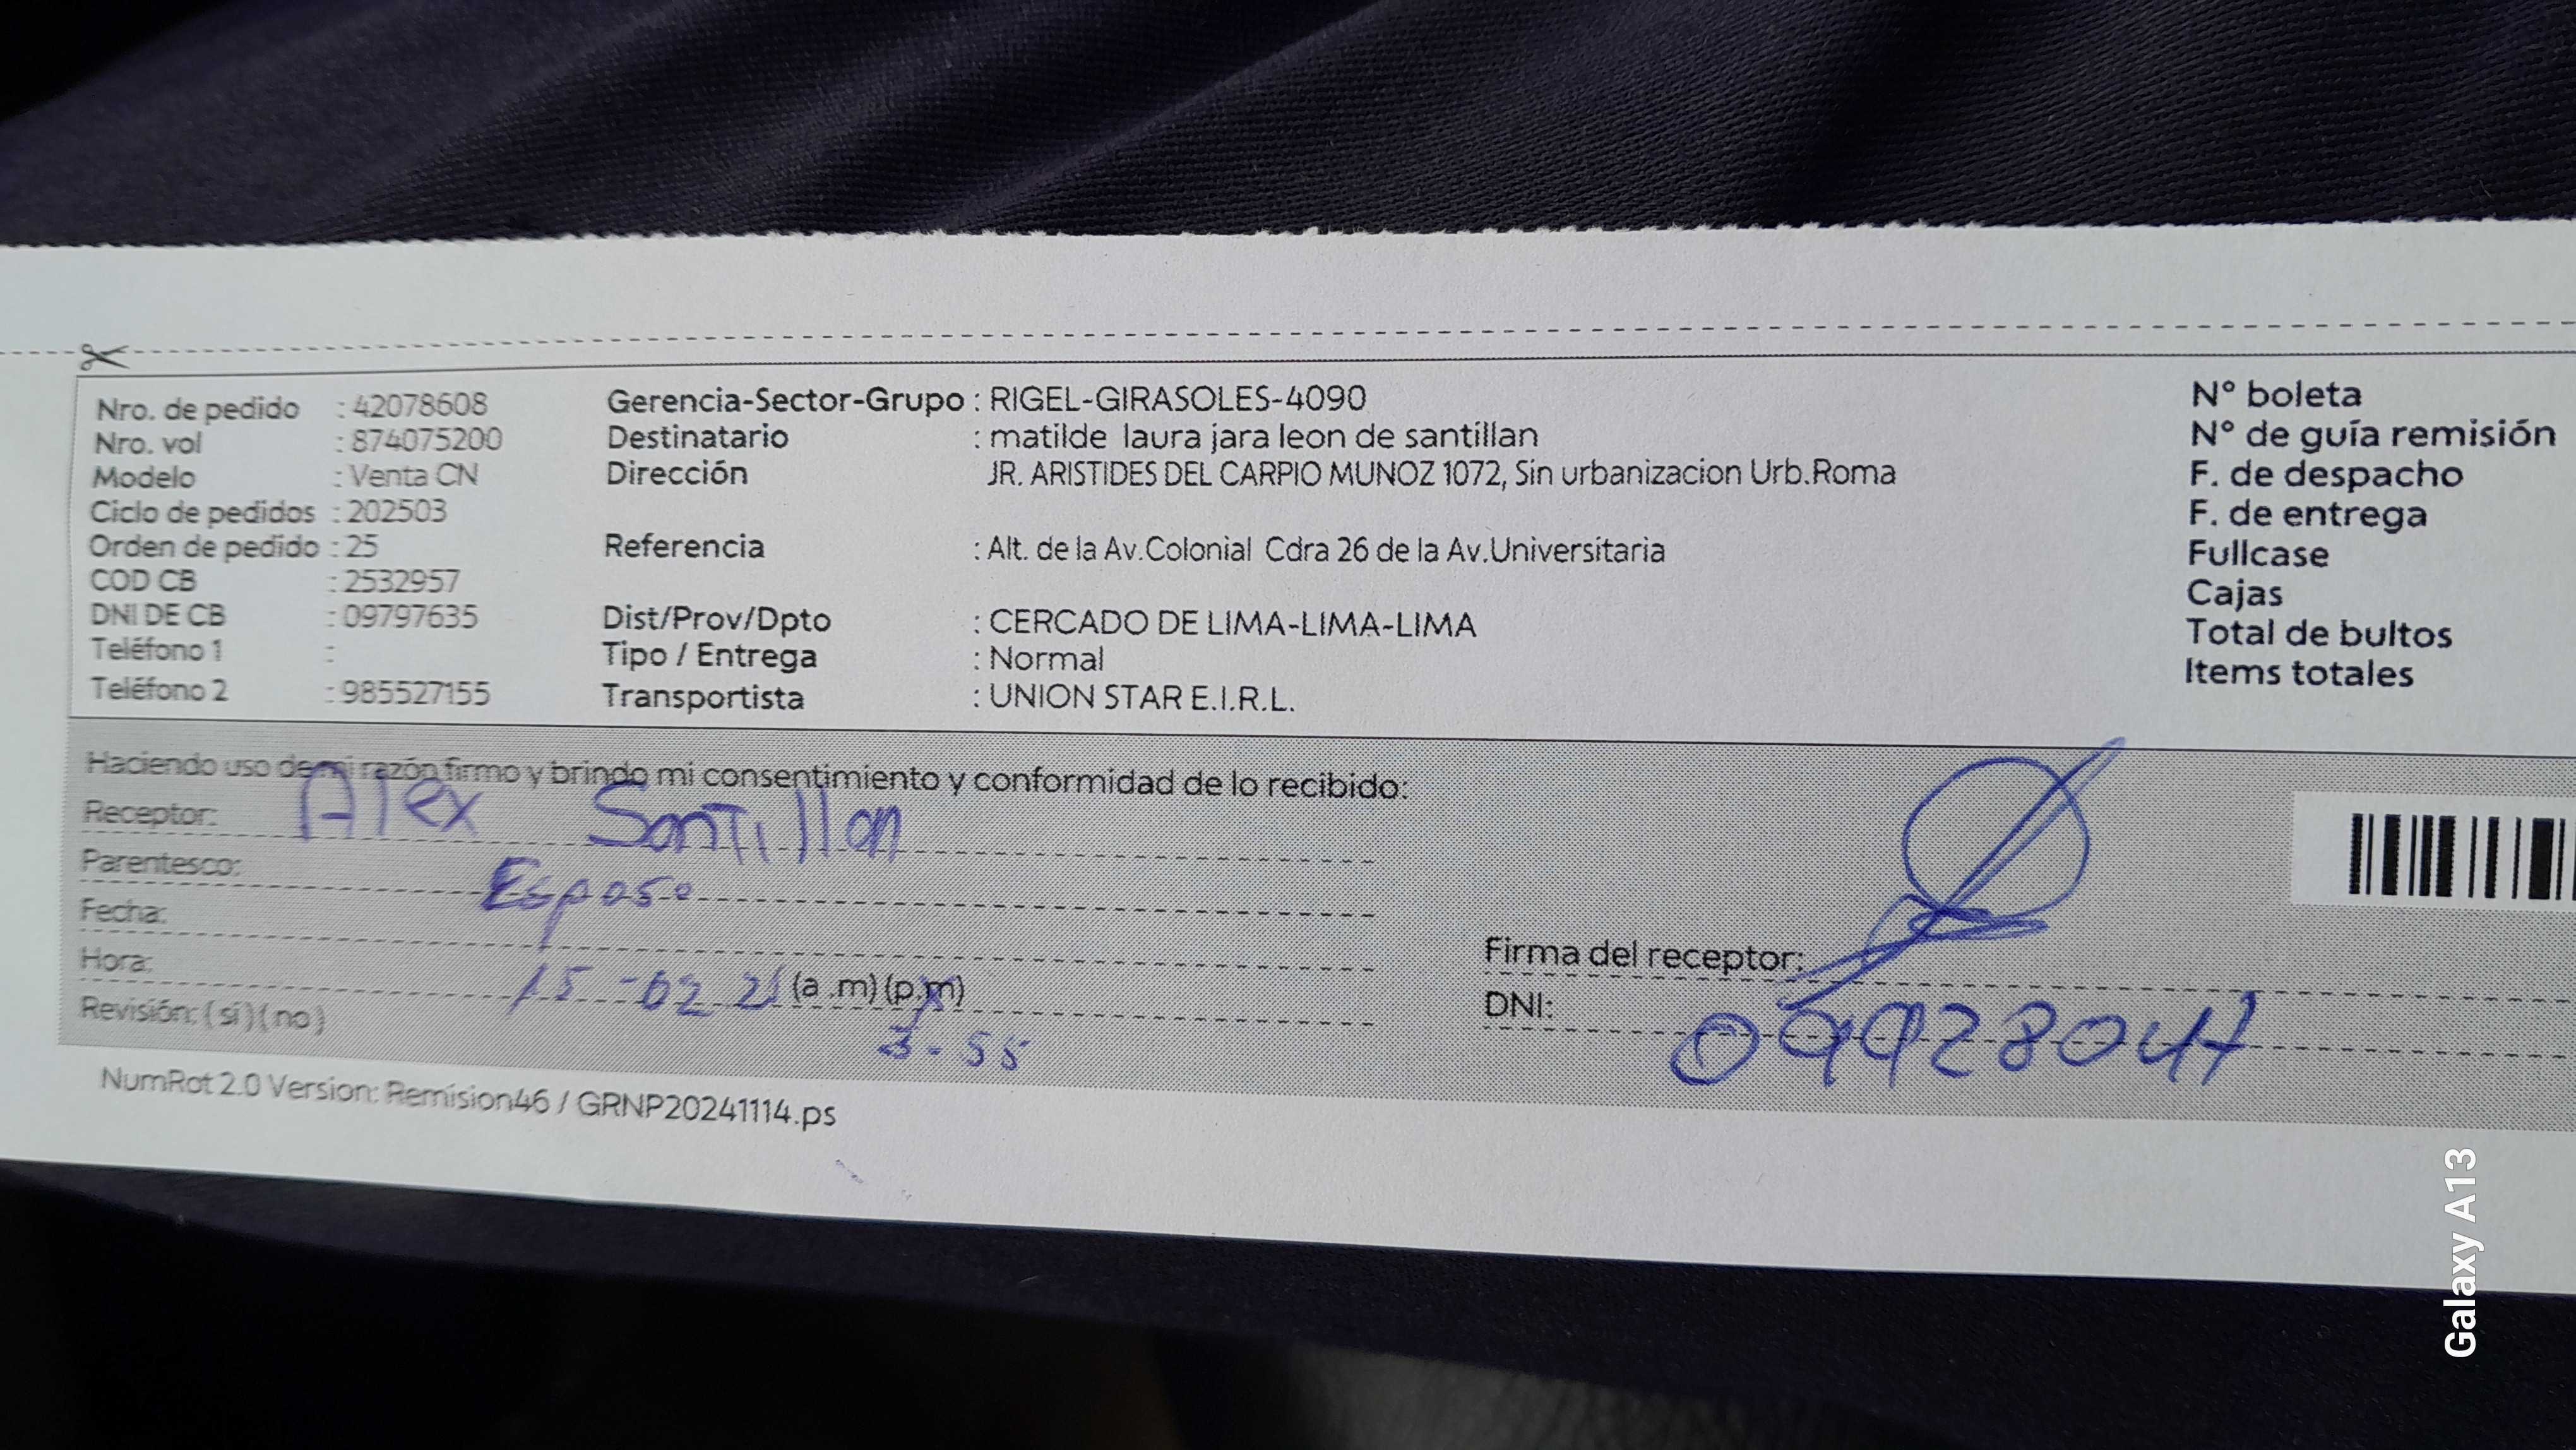 Nro. de pedido : 42078608
Nro. vol : 874075200
Modelo : Venta CN
Ciclo de pedidos : 202503
Orden de pedido : 25
COD CB : 2532957
DNI DE CB : 09797635
Teléfono 1 :
Teléfono 2 : 985527155
Gerencia-Sector-Grupo : RIGEL-GIRASOLES-4090
Destinatario : matilde laura jara leon de santillan
Dirección JR. ARISTIDES DEL CARPIO MUNOZ 1072, Sin urbanizacion Urb.Roma
Referencia : Alt. de la Av.Colonial Cdra 26 de la Av.Universitaria
Dist/Prov/Dpto : CERCADO DE LIMA-LIMA-LIMA
Tipo / Entrega : Normal
Transportista : UNION STAR E.I.R.L.
N° boleta
N° de guía remisión
F. de despacho
F. de entrega
Fullcase
Cajas
Total de bultos
Items totales
Haciendo uso de mi razón firmo y brindo mi consentimiento y conformidad de lo recibido:
Receptor: Alex Santillan
Parentesco: Esposo
Fecha:
Hora: 15-02 (a .m) (p.m)
3-55
Revisión: ( sí ) ( no )
Firma del receptor:
DNI: 09928047
NumRot 2.0 Version: Remision46 / GRNP20241114.ps
Galaxy A13